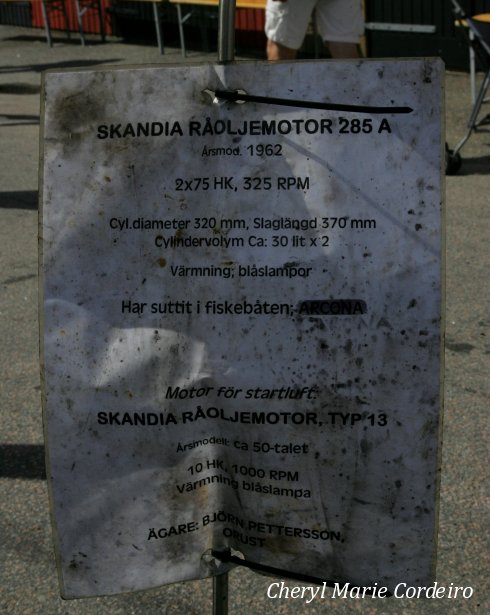 SKANDIA RÅOLJEMOTOR 285 A
Årsmod. 1962
2x75 HK, 325 RPM
Cyl.diameter 320 mm, Slaglängd 370 mm
Cylindervolym Ca: 30 lit x 2
Värmning; blåslampor
Har suttit i fiskebåten; ARCONA
Motor för startluft:
SKANDIA RÅOLJEMOTOR, TYP 13
Årsmodell: ca 50-talet
10 HK, 1000 RPM
Värmning blåslampa
ÄGARE: BJÖRN PETTERSSON,
ORUST
Cheryl Marie Cordeiro